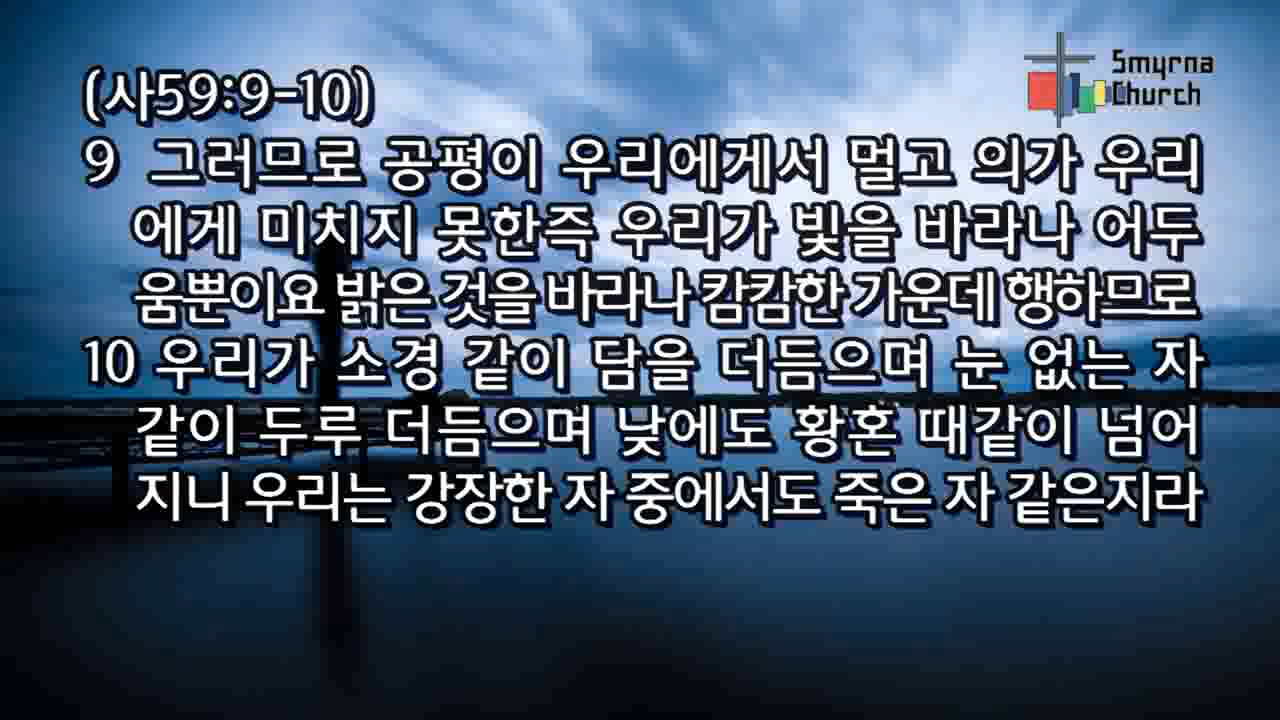 (사59:9-10)
Smyrna
Church
9 그러므로 공평이 우리에게서 멀고 의가 우리
에게 미치지 못한즉 우리가 빛을 바라나 어두
움뿐이요 밝은 것을 바라나 캄캄한 가운데 행하므로
10 우리가 소경 같이 담을 더듬으며 눈 없는 자
같이 두루 더듬으며 낮에도 황혼 때같이 넘어
지니 우리는 강장한 자 중에서도 죽은 자 같은지라